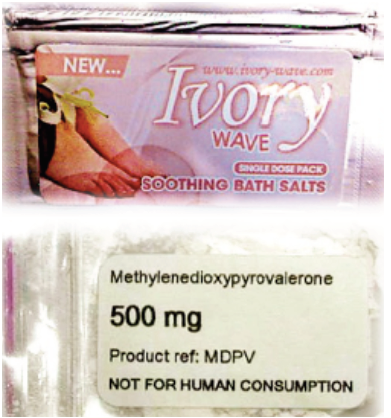 NEW...
www.ivory-wave.com
Ivory
WAVE
SINGLE DOSE PACK
SOOTHING BATH SALTS
Methylenedioxypyrovalerone
500 mg
Product ref: MDPV
NOT FOR HUMAN CONSUMPTION